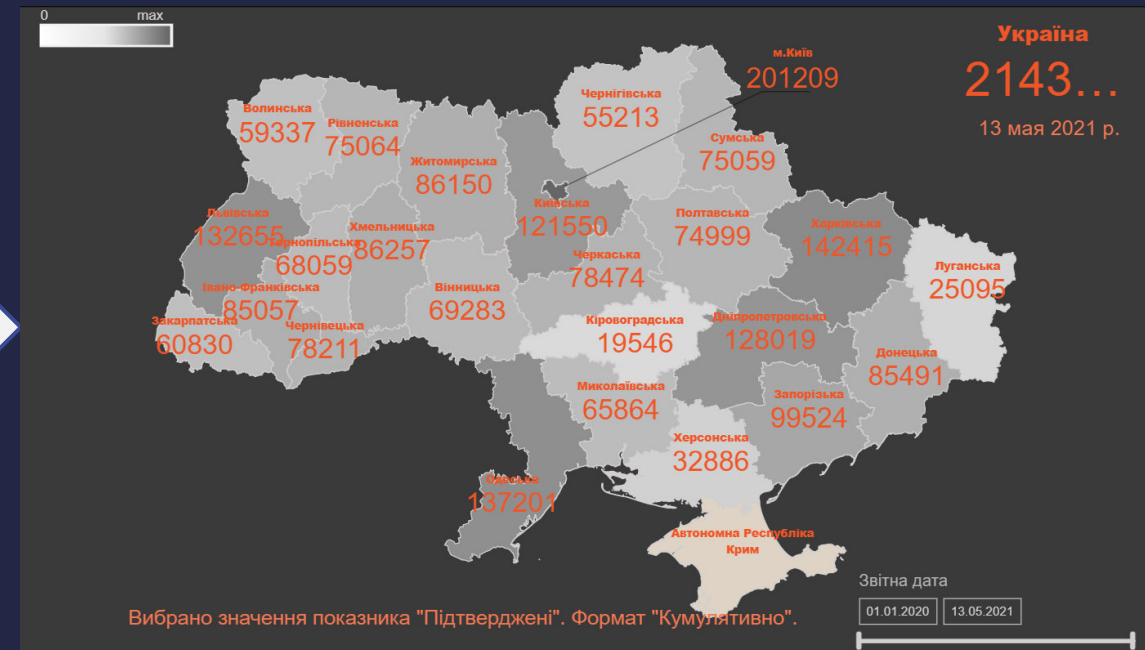 0 max
Україна
2143...
13 мая 2021 р.
м.Київ
201209
Чернігівська
55213
Волинська
59337
Рівненська
75064
Сумська
75059
Житомирська
86150
Київська
121550
Полтавська
74999
Харківська
142415
Львівська
132655
Тернопільська
68059
Хмельницька
86257
Черкаська
78474
Луганська
25095
Івано-Франківська
85057
Вінницька
69283
Закарпатська
60830
Чернівецька
78211
Кіровоградська
19546
Дніпропетровська
128019
Донецька
85491
Миколаївська
65864
Запорізька
99524
Херсонська
32886
Одеська
137201
Автономна Республіка
Крим
Звітна дата
01.01.2020 13.05.2021
Вибрано значення показника "Підтверджені". Формат "Кумулятивно".